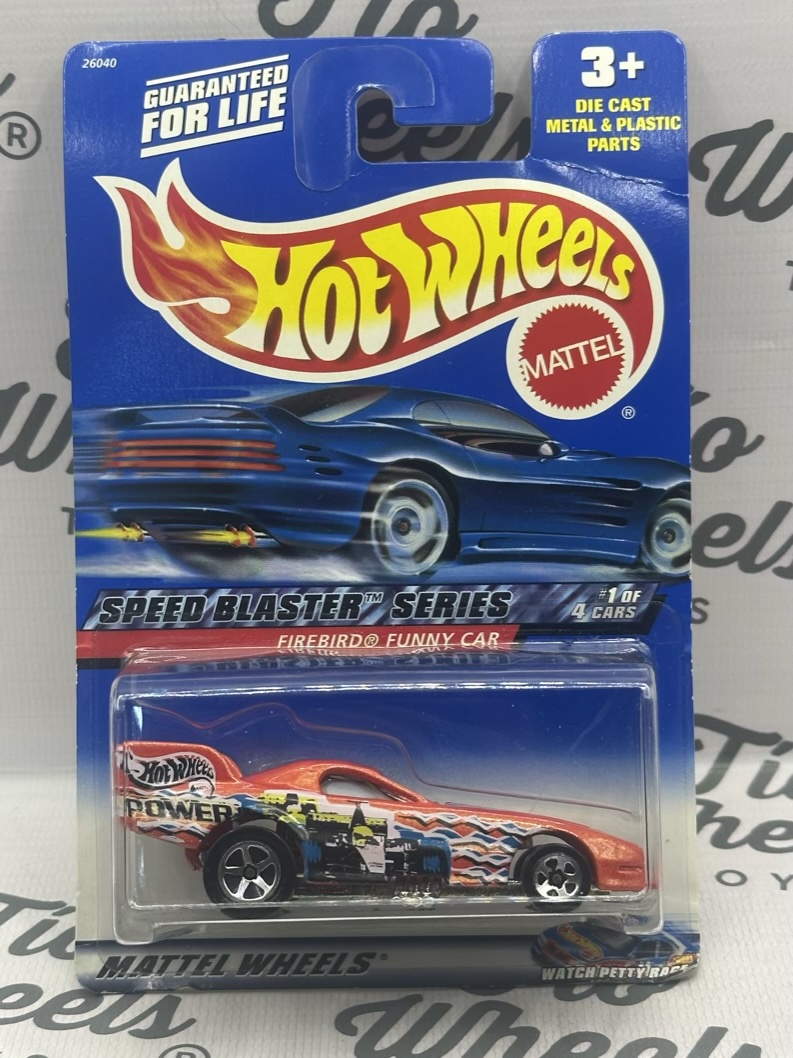 26040
GUARANTEED
FOR LIFE
3+
DIE CAST
METAL & PLASTIC
PARTS
HOT WHEELS
MATTEL
®
SPEED BLASTER™ SERIES
#1 OF
4 CARS
FIREBIRD® FUNNY CAR
HOT WHEELS
POWER
MATTEL WHEELS®
WATCH PETTY RACE